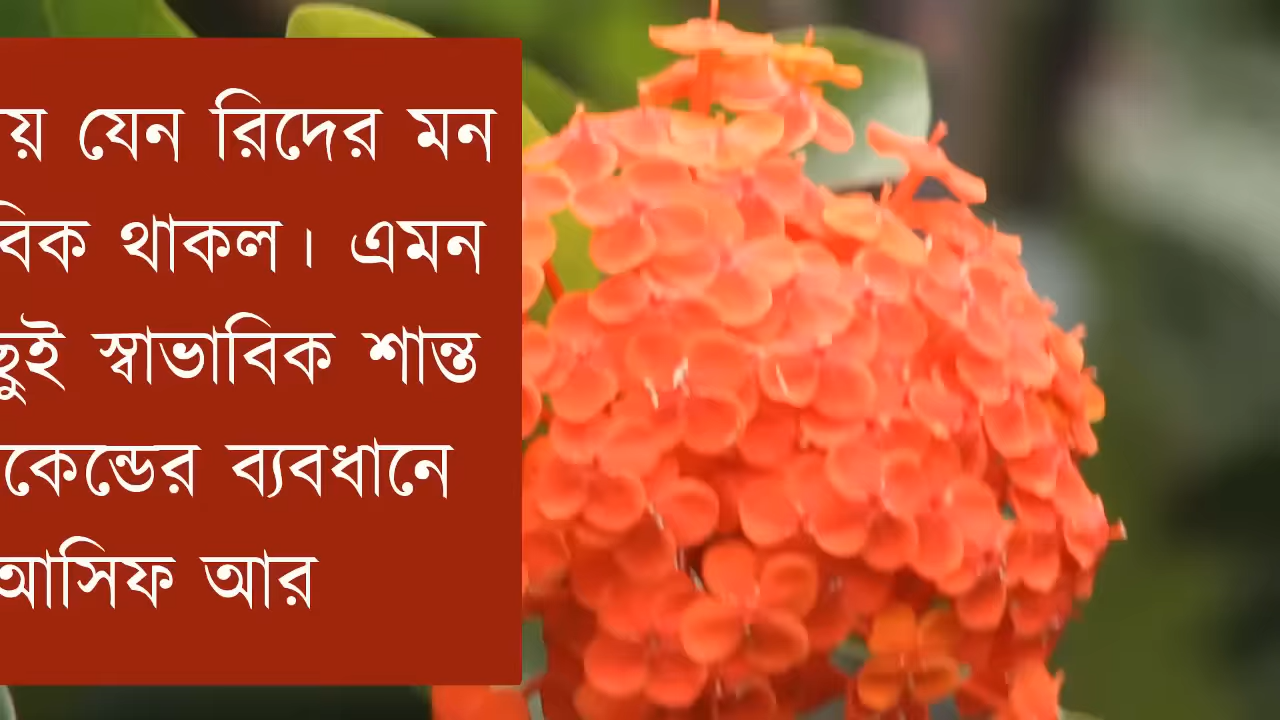 যেন রিদের মন
থাকল। এমন
স্বাভাবিক শান্ত
ব্যবধানে
আসিফ আর